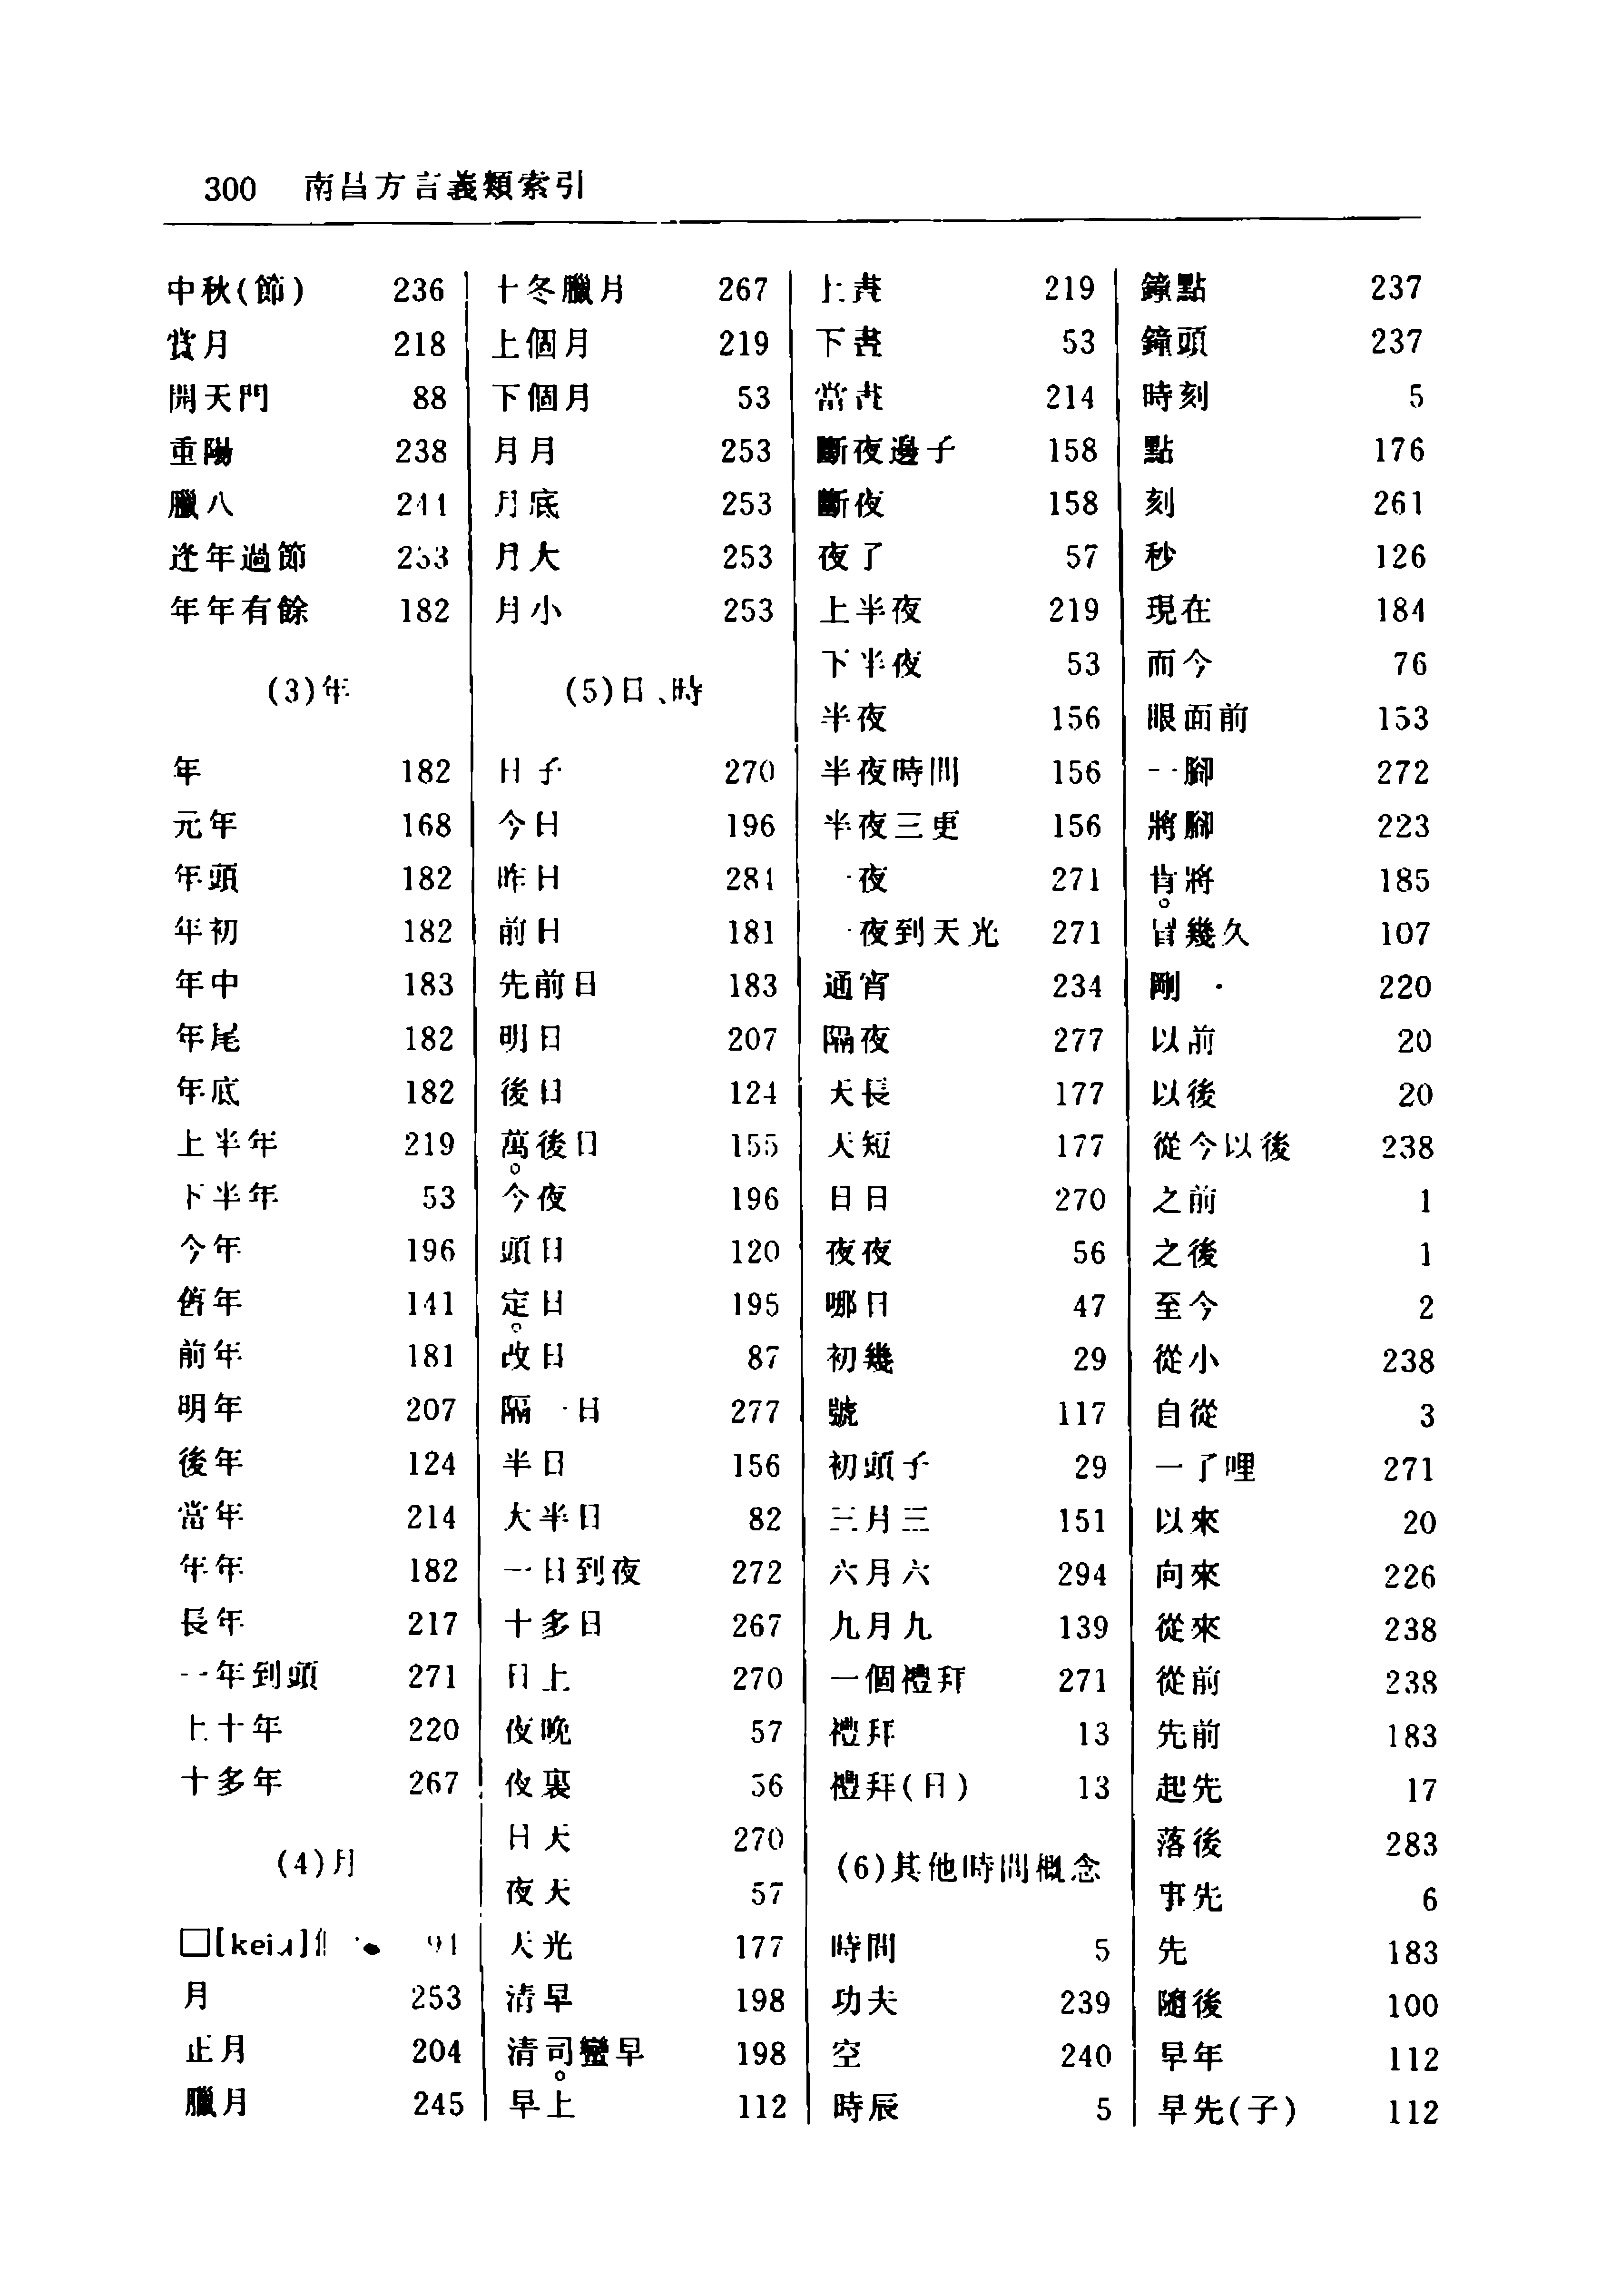 300 南昌方言義類索引
中秋(節) 236
賞月 218
開天門 88
重陽 238
臘八 241
逢年過節 233
年年有餘 182
(3)年
年 182
元年 168
年頭 182
年初 182
年中 183
年尾 182
年底 182
上半年 219
下半年 53
今年 196
舊年 141
前年 181
明年 207
後年 124
當年 214
年年 182
長年 217
一年到頭 271
上十年 220
十多年 267
(4)月
□[kei] 91
月 253
正月 204
臘月 245
十冬臘月 267
上個月 219
下個月 53
月月 253
月底 253
月大 253
月小 253
(5)日、時
日子 270
今日 196
昨日 281
前日 181
先前日 183
明日 207
後日 124
萬後日 155
今夜 196
頭日 120
定日 195
改日 87
隔一日 277
半日 156
大半日 82
一日到夜 272
十多日 267
日上 270
夜晚 57
夜裏 56
日天 270
夜天 57
天光 177
清早 198
清司蠻早 198
早上 112
上晝 219
下晝 53
當晝 214
斷夜邊子 158
斷夜 158
夜了 57
上半夜 219
下半夜 53
半夜 156
半夜時間 156
半夜三更 156
一夜 271
一夜到天光 271
通宵 234
隔夜 277
天長 177
天短 177
日日 270
夜夜 56
哪日 47
初幾 29
號 117
初頭子 29
三月三 151
六月六 294
九月九 139
一個禮拜 271
禮拜 13
禮拜(日) 13
(6)其他時間概念
時間 5
功夫 239
空 240
時辰 5
鐘點 237
鐘頭 237
時刻 5
點 176
刻 261
秒 126
現在 184
而今 76
眼面前 153
一腳 272
將腳 223
肯將 185
冒幾久 107
剛 220
以前 20
以後 20
從今以後 238
之前 1
之後 1
至今 2
從小 238
自從 3
一了哩 271
以來 20
向來 226
從來 238
從前 238
先前 183
起先 17
落後 283
事先 6
先 183
隨後 100
早年 112
早先(子) 112